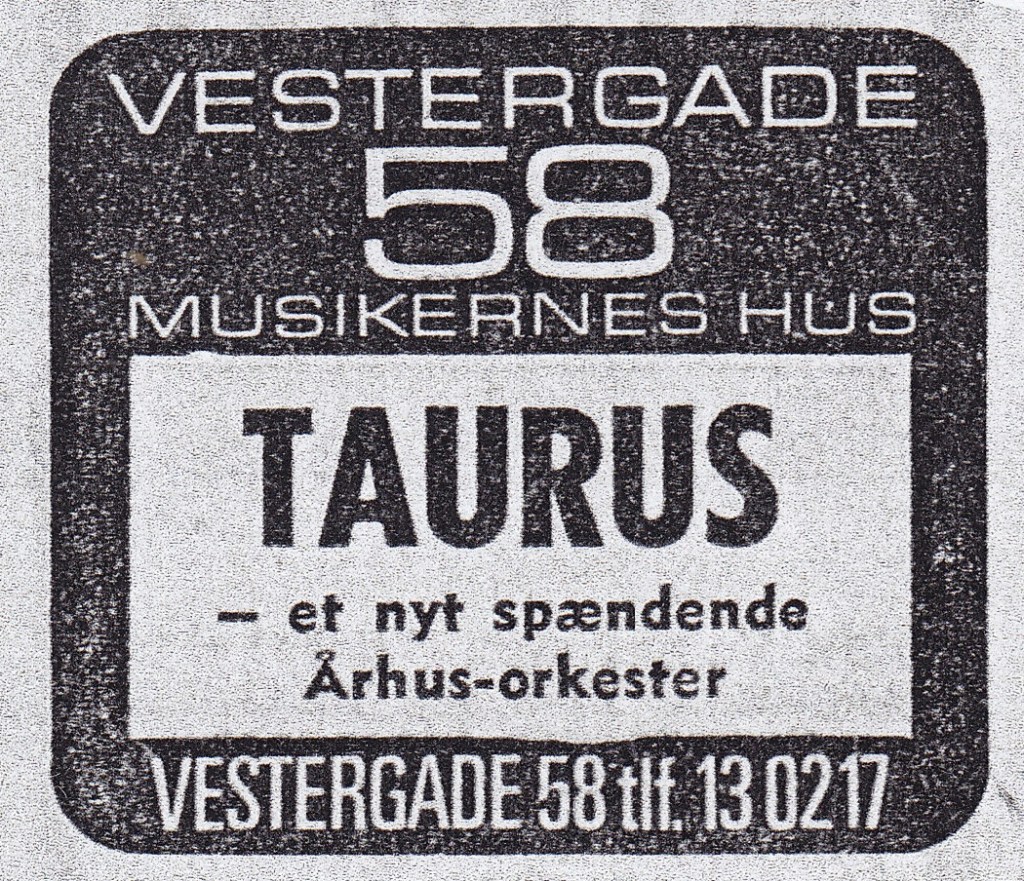 VESTERGADE
58
MUSIKERNES HUS
TAURUS
– et nyt spændende
Århus-orkester
VESTERGADE 58 tlf. 13 02 17